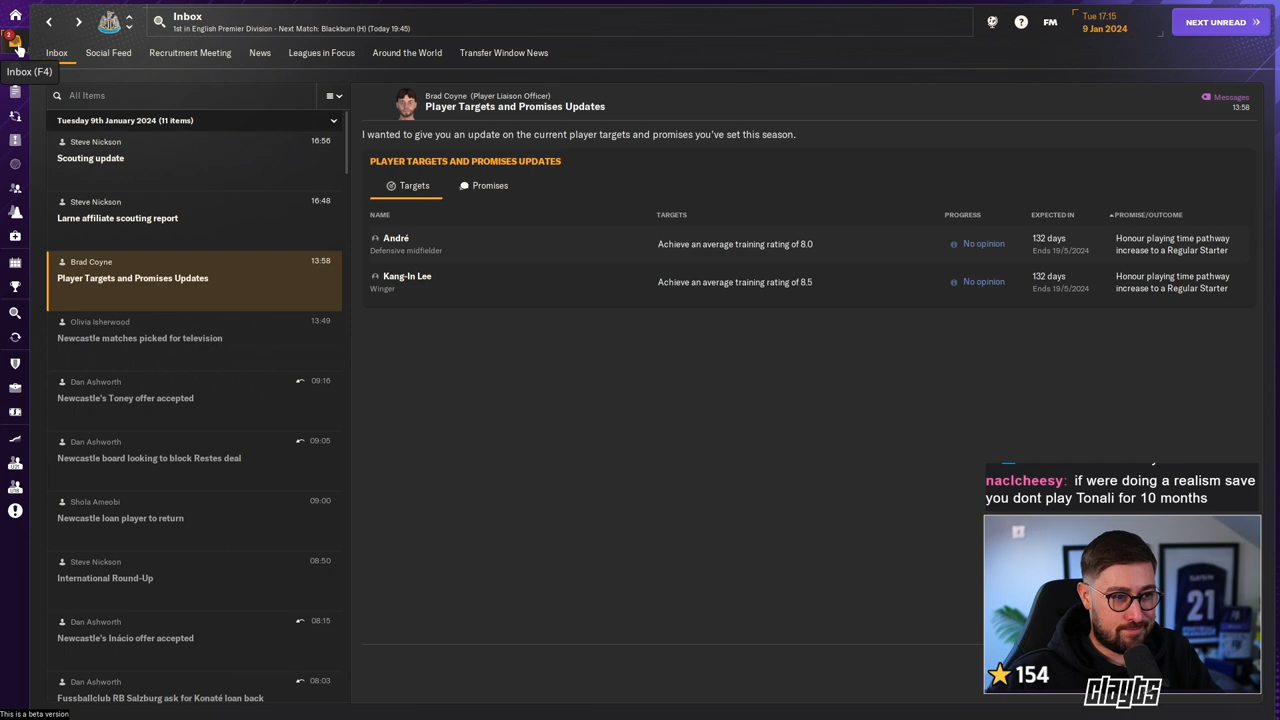 Inbox
1st in English Premier Division - Next Match: Blackburn (H) (Today 19:45)
?
FM
Tue 17:15
9 Jan 2024
NEXT UNREAD
2
Inbox
Social Feed
Recruitment Meeting
News
Leagues in Focus
Around the World
Transfer Window News
Inbox (F4)
All Items
Tuesday 9th January 2024 (11 items)
Steve Nickson
16:56
Scouting update
Steve Nickson
16:48
Larne affiliate scouting report
Brad Coyne
13:58
Player Targets and Promises Updates
Olivia Isherwood
13:49
Newcastle matches picked for television
Dan Ashworth
09:16
Newcastle's Toney offer accepted
Dan Ashworth
09:05
Newcastle board looking to block Restes deal
Shola Ameobi
09:00
Newcastle loan player to return
Steve Nickson
08:50
International Round-Up
Dan Ashworth
08:15
Newcastle's Inácio offer accepted
Dan Ashworth
08:03
Fussballclub RB Salzburg ask for Konaté loan back
Brad Coyne (Player Liaison Officer)
Player Targets and Promises Updates
Messages
13:58
I wanted to give you an update on the current player targets and promises you've set this season.
PLAYER TARGETS AND PROMISES UPDATES
Targets
Promises
NAME
TARGETS
PROGRESS
EXPECTED IN
PROMISE/OUTCOME
André
Defensive midfielder
Achieve an average training rating of 8.0
No opinion
132 days
Ends 19/5/2024
Honour playing time pathway
increase to a Regular Starter
Kang-In Lee
Winger
Achieve an average training rating of 8.5
No opinion
132 days
Ends 19/5/2024
Honour playing time pathway
increase to a Regular Starter
naclcheesy: if were doing a realism save
you dont play Tonali for 10 months
21
154
clayts
This is a beta version